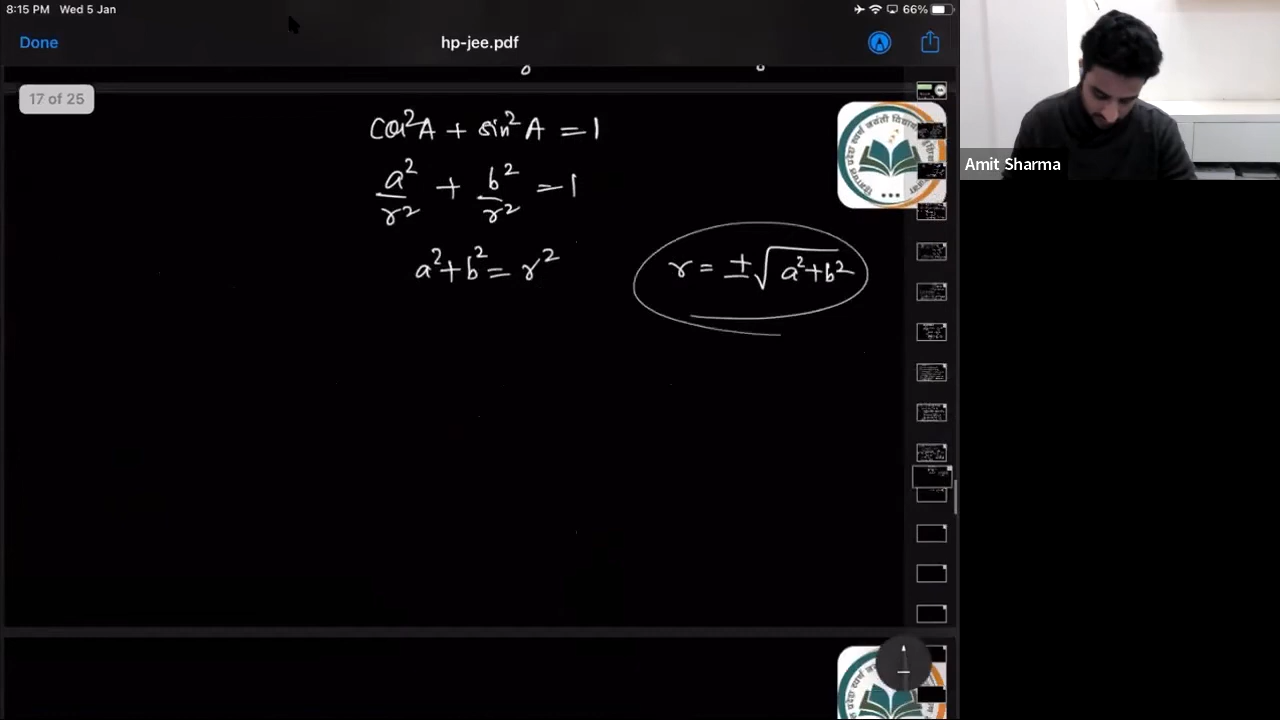 8:15 PM Wed 5 Jan
66%
Done
hp-jee.pdf
17 of 25
Cos²A + sin²A = 1
a²/r² + b²/r² = 1
a² + b² = r²
r = ±√a²+b²
Amit Sharma